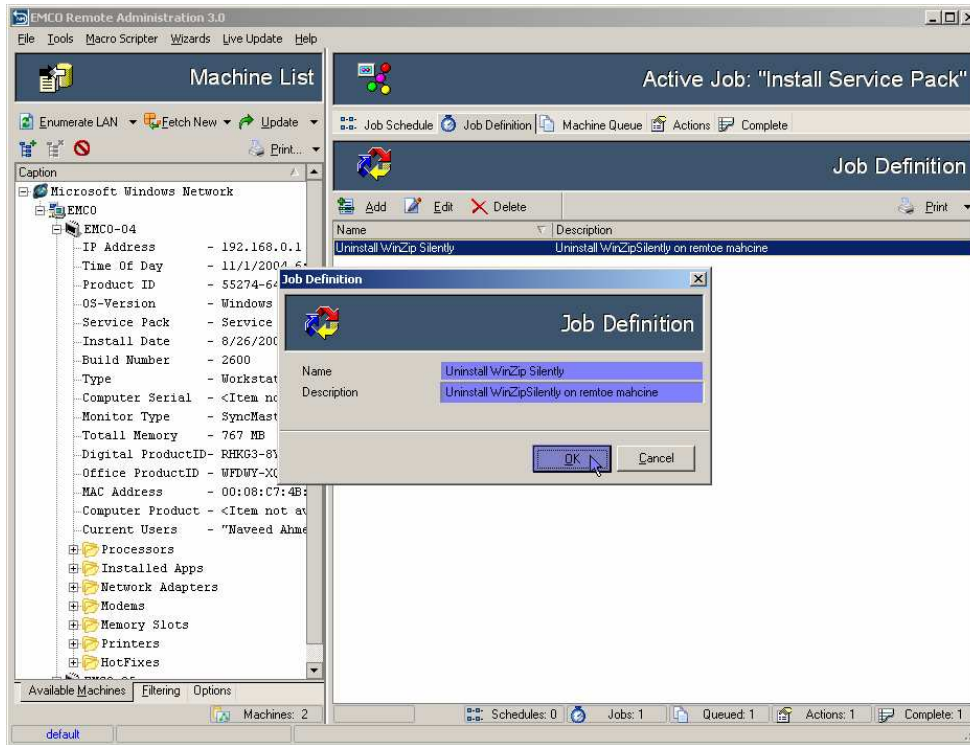 EMCO Remote Administration 3.0
File Tools Macro Scripter Wizards Live Update Help
Machine List
Active Job: "Install Service Pack"
Enumerate LAN Fetch New Update
Job Schedule Job Definition Machine Queue Actions Complete
Print...
Job Definition
Caption
Add Edit Delete Print
Name Description
Uninstall WinZip Silently Uninstall WinZipSilently on remtoe mahcine
Microsoft Windows Network
EMCO
EMCO-04
IP Address - 192.168.0.1
Time Of Day - 11/1/2004 6:
Product ID - 55274-64
OS-Version - Windows
Service Pack - Service
Install Date - 8/26/200
Build Number - 2600
Type - Workstat
Computer Serial - <Item no
Monitor Type - SyncMast
Totall Memory - 767 MB
Digital ProductID- RHKG3-8
Office ProductID - WFDWY-X
MAC Address - 00:08:C7:4B:
Computer Product - <Item not av
Current Users - "Naveed Ahme
Processors
Installed Apps
Network Adapters
Modems
Memory Slots
Printers
HotFixes
Job Definition
Job Definition
Name Uninstall WinZip Silently
Description Uninstall WinZipSilently on remtoe mahcine
OK Cancel
Available Machines Filtering Options
Machines: 2
Schedules: 0 Jobs: 1 Queued: 1 Actions: 1 Complete: 1
default